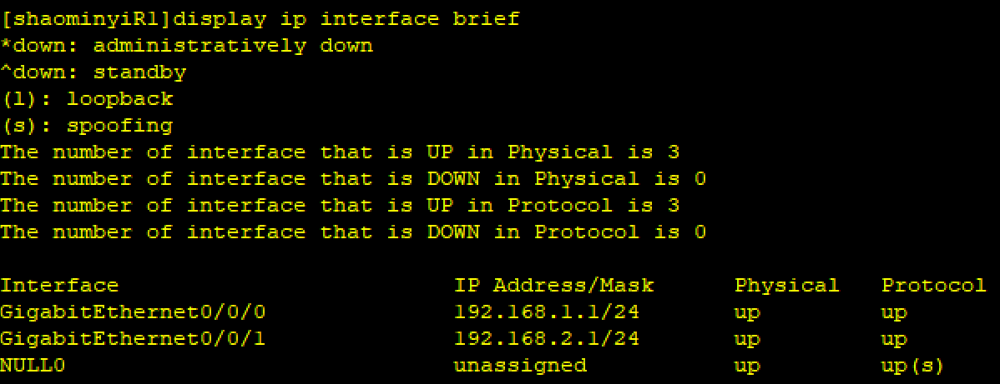 [shaominyiR1]display ip interface brief
*down: administratively down
^down: standby
(l): loopback
(s): spoofing
The number of interface that is UP in Physical is 3
The number of interface that is DOWN in Physical is 0
The number of interface that is UP in Protocol is 3
The number of interface that is DOWN in Protocol is 0
Interface IP Address/Mask Physical Protocol
GigabitEthernet0/0/0 192.168.1.1/24 up up
GigabitEthernet0/0/1 192.168.2.1/24 up up
NULL0 unassigned up up(s)